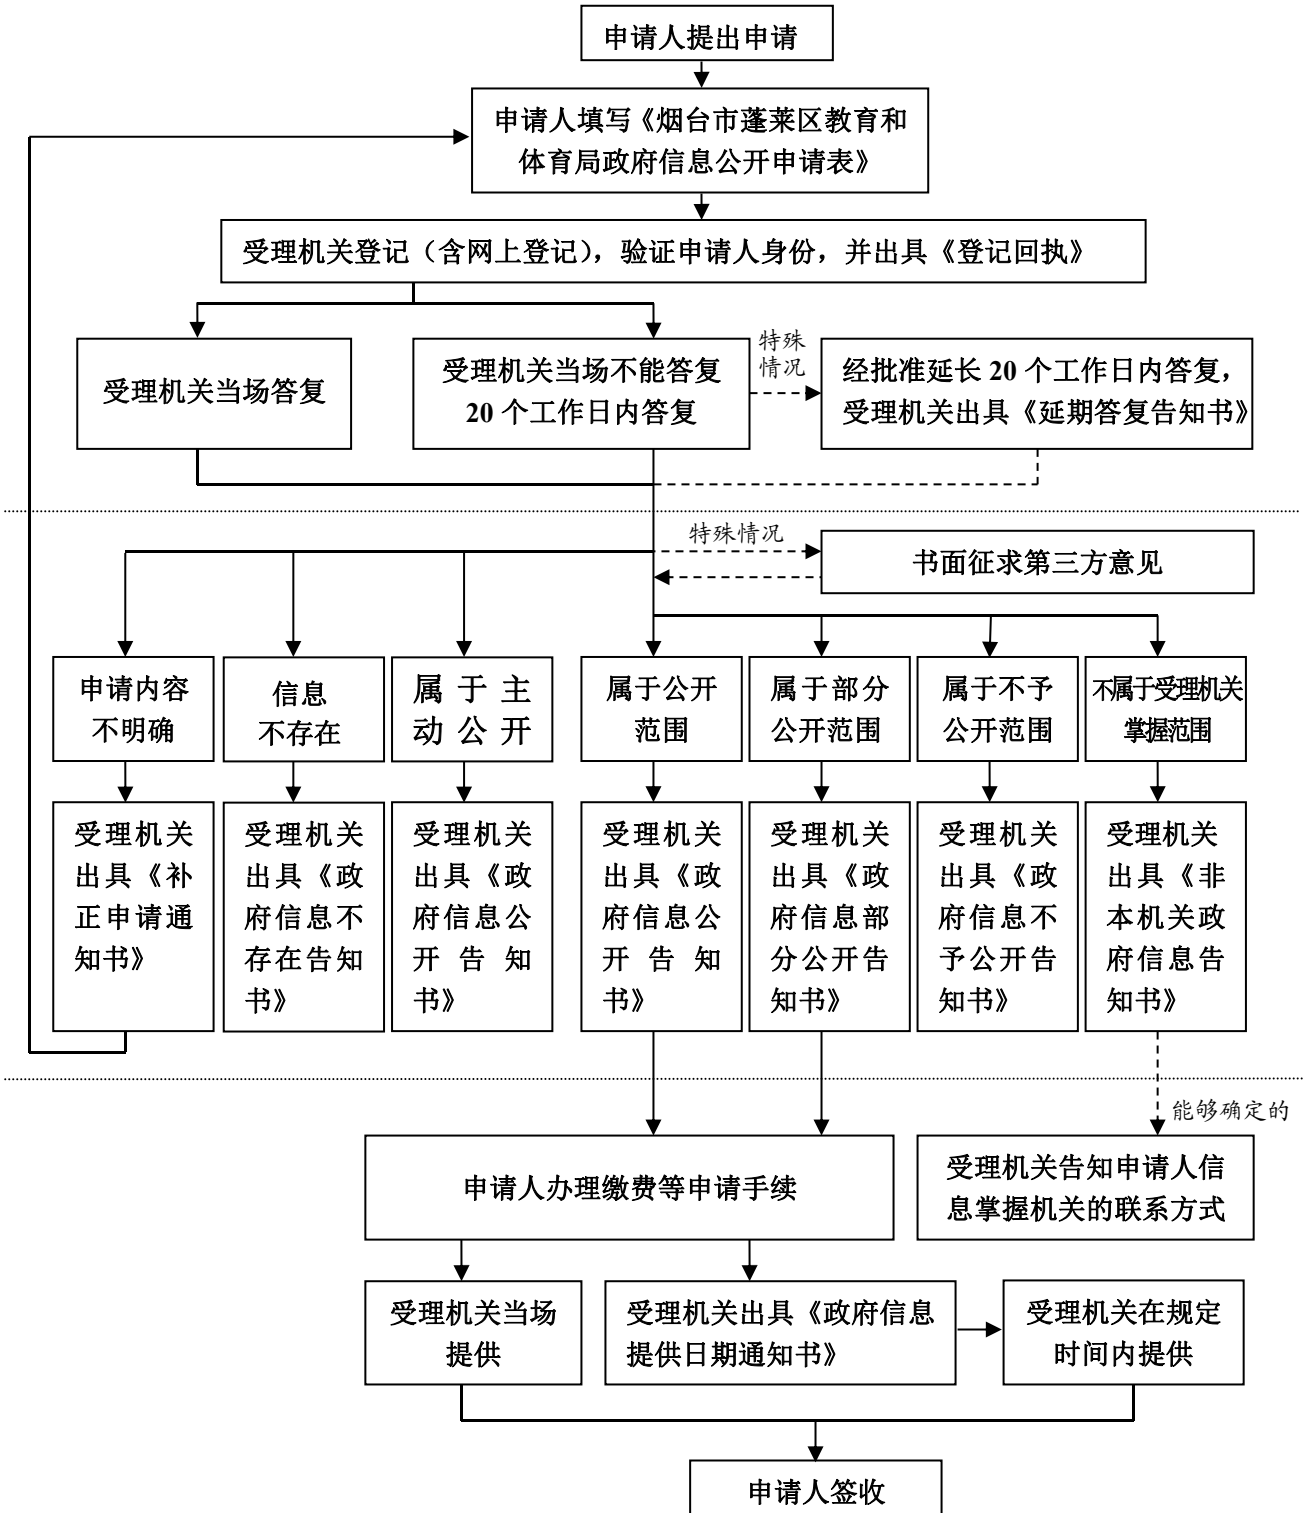 申请人提出申请
申请人填写《烟台市蓬莱区教育和
体育局政府信息公开申请表》
受理机关登记（含网上登记），验证申请人身份，并出具《登记回执》
受理机关当场答复
受理机关当场不能答复
20 个工作日内答复
特殊
情况
经批准延长 20 个工作日内答复，
受理机关出具《延期答复告知书》
特殊情况
书面征求第三方意见
申请内容
不明确
信息
不存在
属于主
动公开
属于公开
范围
属于部分
公开范围
属于不予
公开范围
不属于受理机关
掌握范围
受理机关
出具《补
正申请通
知书》
受理机关
出具《政
府信息不
存在告知
书》
受理机关
出具《政
府信息公
开告知
书》
受理机关
出具《政
府信息公
开告知
书》
受理机关
出具《政
府信息部
分公开告
知书》
受理机关
出具《政
府信息不
予公开告
知书》
受理机关
出具《非
本机关政
府信息告
知书》
能够确定的
申请人办理缴费等申请手续
受理机关告知申请人信
息掌握机关的联系方式
受理机关当场
提供
受理机关出具《政府信息
提供日期通知书》
受理机关在规定
时间内提供
申请人签收